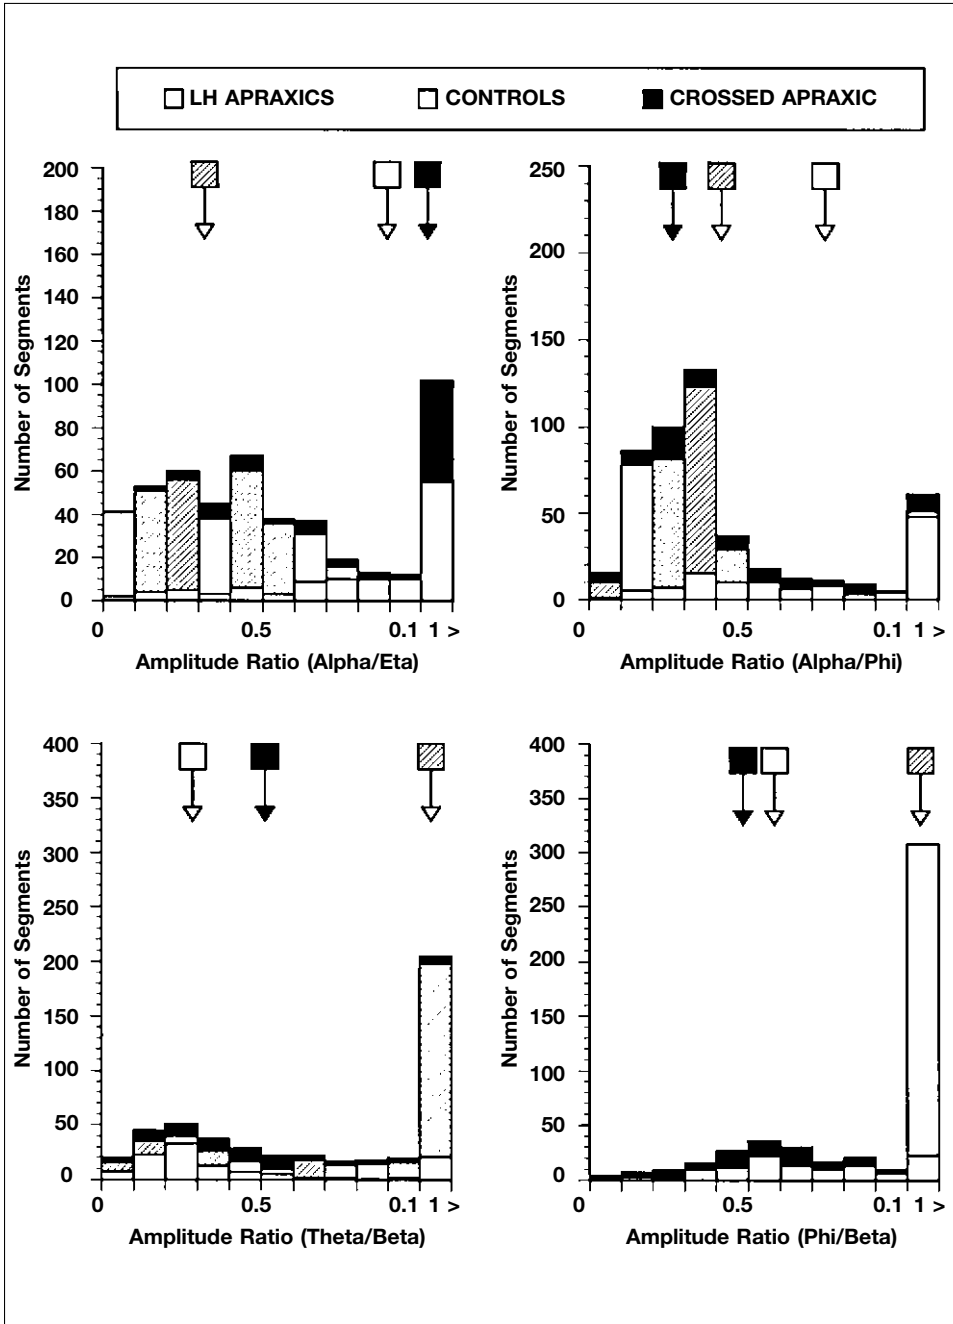 LH APRAXICS CONTROLS CROSSED APRAXIC
200
180
160
140
120
100
80
60
40
20
0
Number of Segments
0 0.5 0.1 1 >
Amplitude Ratio (Alpha/Eta)
250
200
150
100
50
0
Number of Segments
0 0.5 0.1 1 >
Amplitude Ratio (Alpha/Phi)
400
350
300
250
200
150
100
50
0
Number of Segments
0 0.5 0.1 1 >
Amplitude Ratio (Theta/Beta)
400
350
300
250
200
150
100
50
0
Number of Segments
0 0.5 0.1 1 >
Amplitude Ratio (Phi/Beta)